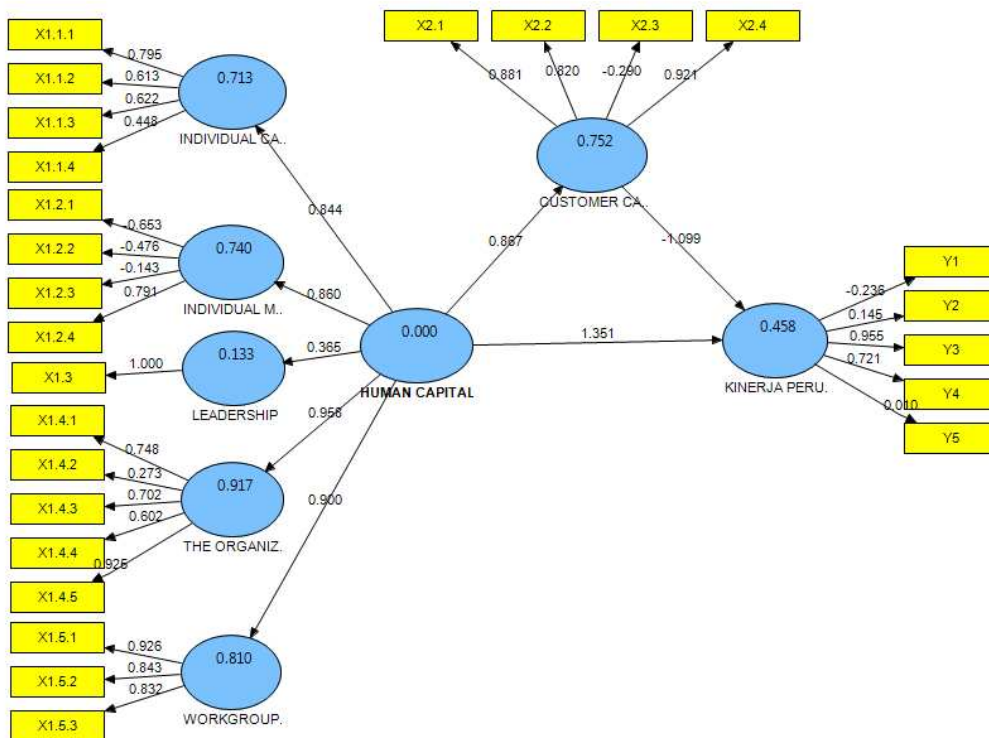 X2.1
X2.2
X2.3
X2.4
0.881
0.820
-0.290
0.921
0.752
CUSTOMER CA..
X1.1.1
X1.1.2
X1.1.3
X1.1.4
0.795
0.613
0.622
0.448
0.713
INDIVIDUAL CA..
0.844
X1.2.1
X1.2.2
X1.2.3
X1.2.4
-0.653
-0.476
-0.143
0.791
0.740
INDIVIDUAL M..
0.860
0.887
-1.099
X1.3
1.000
0.133
LEADERSHIP
0.365
0.000
HUMAN CAPITAL
1.351
0.458
KINERJA PERU.
-0.236
0.145
0.955
0.721
0.010
Y1
Y2
Y3
Y4
Y5
X1.4.1
X1.4.2
X1.4.3
X1.4.4
X1.4.5
0.748
0.273
0.702
0.602
0.925
0.917
THE ORGANIZ.
0.958
0.900
X1.5.1
X1.5.2
X1.5.3
0.926
0.843
0.832
0.810
WORKGROUP.